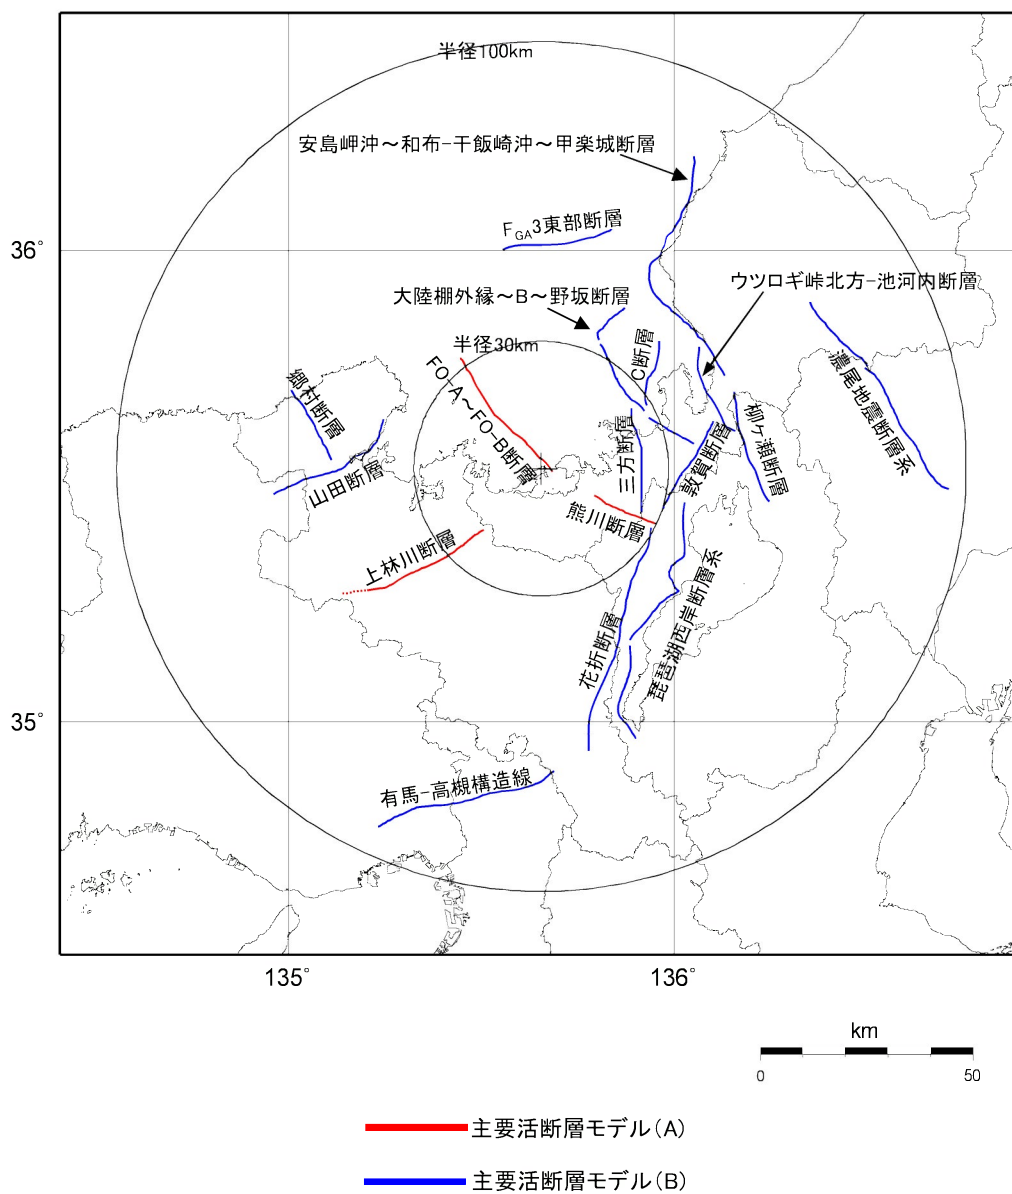 半径100km
安島岬沖～和布−干飯崎沖～甲楽城断層
FGA3東部断層
36°
ウツロギ峠北方−池河内断層
大陸棚外縁～B～野坂断層
半径30km
C断層
FO-A～FO-B断層
濃尾地震断層系
郷村断層
柳ヶ瀬断層
三方断層
敦賀断層
山田断層
熊川断層
上林川断層
琵琶湖西岸断層系
花折断層
35°
有馬−高槻構造線
135°
136°
km
0
50
主要活断層モデル(A)
主要活断層モデル(B)